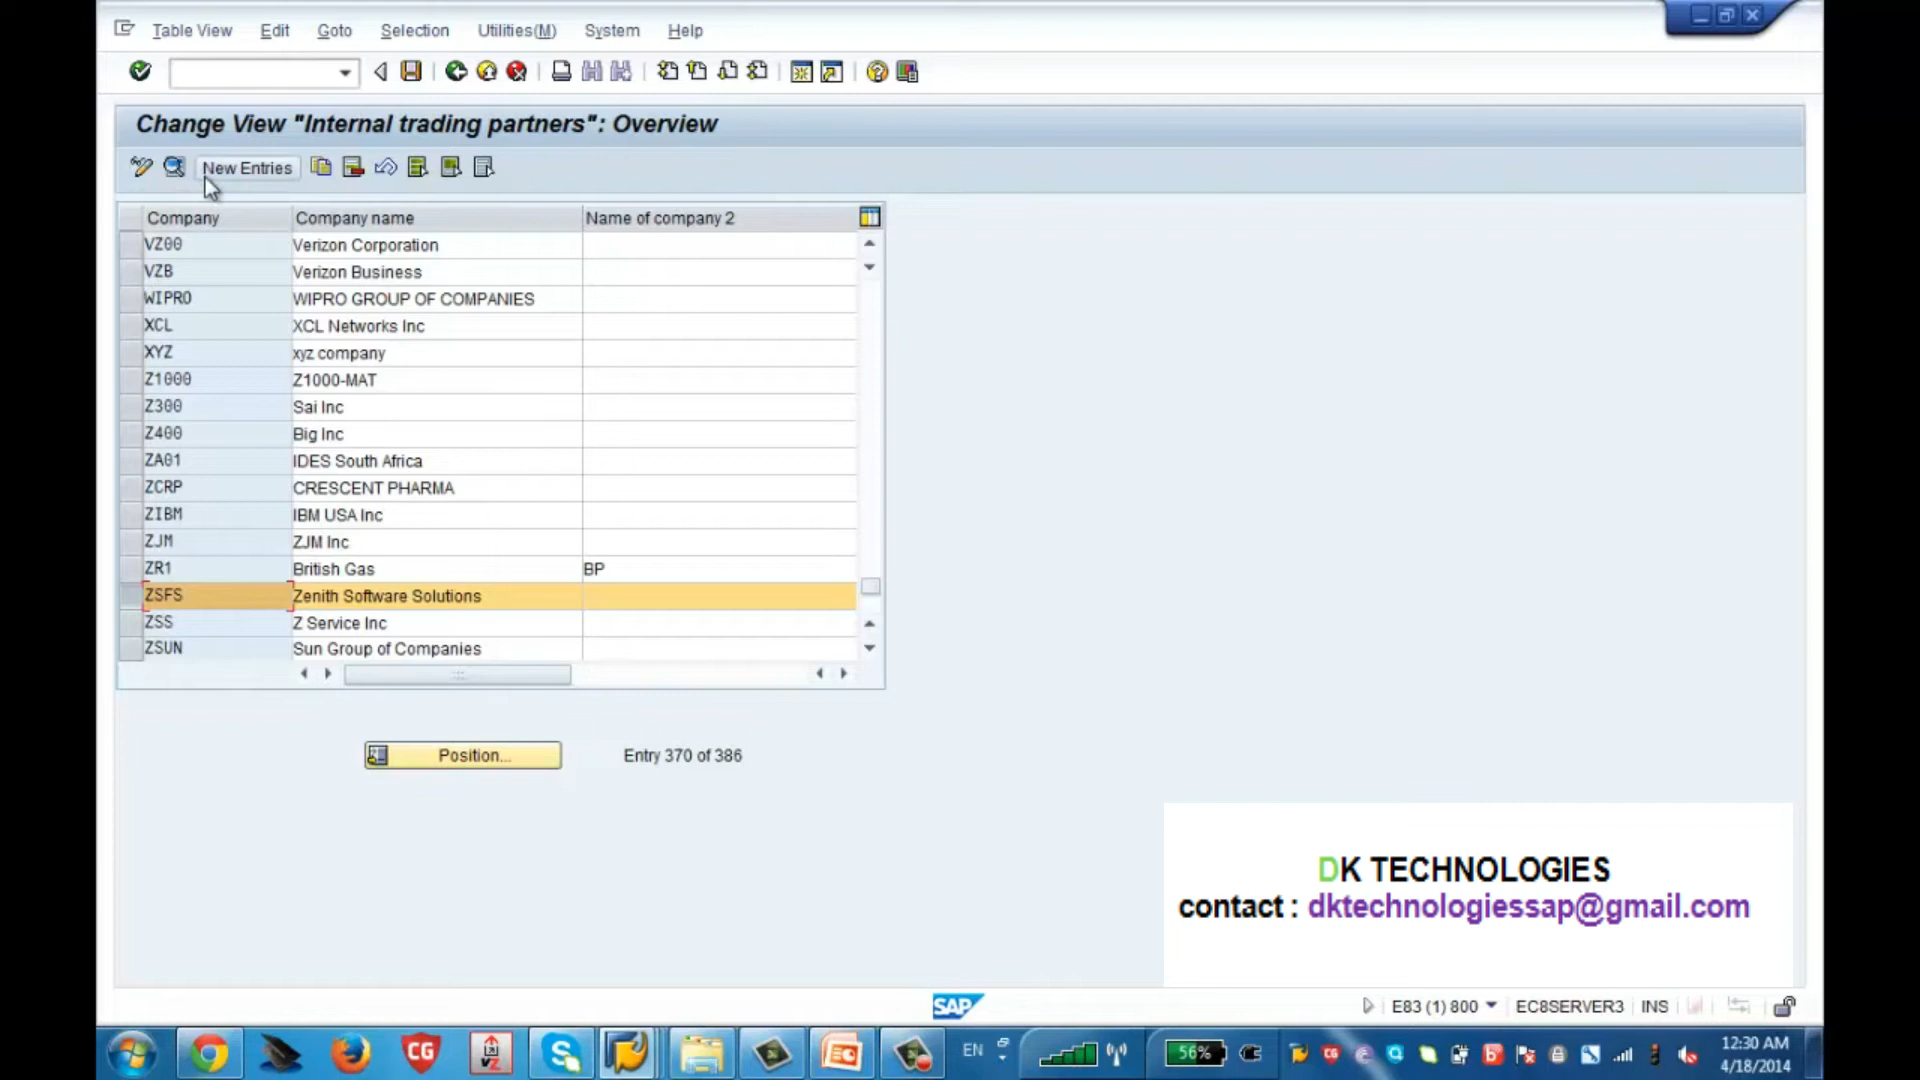 Table View Edit Goto Selection Utilities(M) System Help
Change View "Internal trading partners": Overview
New Entries
Company Company name Name of company 2
VZ00 Verizon Corporation
VZB Verizon Business
WIPRO WIPRO GROUP OF COMPANIES
XCL XCL Networks Inc
XYZ xyz company
Z1000 Z1000-MAT
Z300 Sai Inc
Z400 Big Inc
ZA01 IDES South Africa
ZCRP CRESCENT PHARMA
ZIBM IBM USA Inc
ZJM ZJM Inc
ZR1 British Gas BP
ZSFS Zenith Software Solutions
ZSS Z Service Inc
ZSUN Sun Group of Companies
Position... Entry 370 of 386
DK TECHNOLOGIES
contact : dktechnologiessap@gmail.com
SAP E83 (1) 800 EC8SERVER3 INS
CG VZ EN 56% CG 12:30 AM
4/18/2014